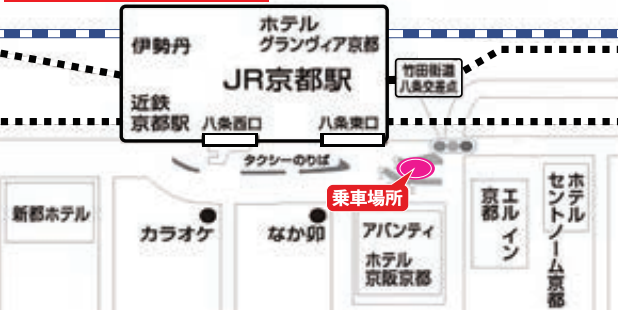 ホテル
グランヴィア京都
伊勢丹
JR京都駅
近鉄
京都駅
八条西口
八条東口
竹田街道
八条交差点
タクシーのりば
乗車場所
新都ホテル
カラオケ
なか卯
アバンティ
ホテル
京阪京都
エルイン
京都
ホテル
セントノーム京都